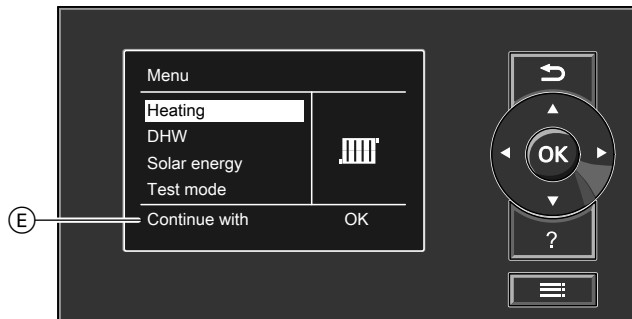 Menu
Heating
DHW
Solar energy
Test mode
Continue with OK
E
OK
?